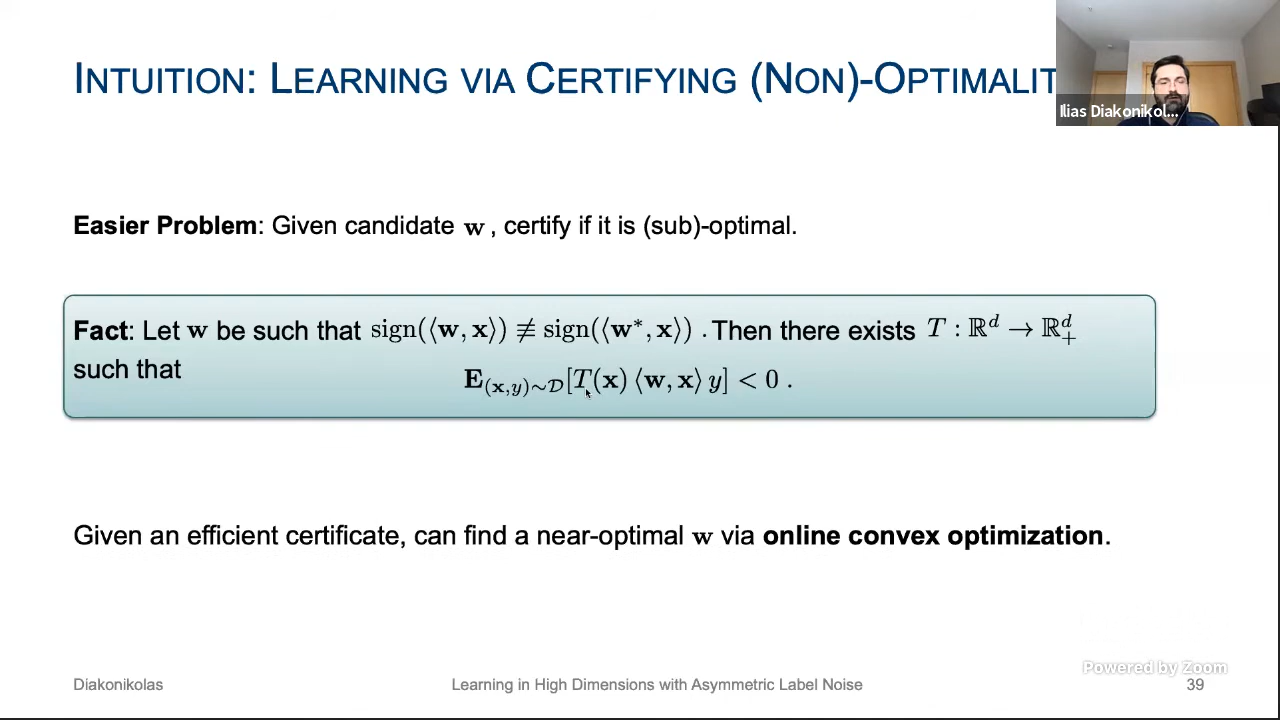 INTUITION: LEARNING VIA CERTIFYING (NON)-OPTIMALIT
Ilias Diakonikol...
Easier Problem: Given candidate w, certify if it is (sub)-optimal.
Fact: Let w be such that sign(⟨w, x⟩) ≢ sign(⟨w*, x⟩). Then there exists T : ℝ^d → ℝ^d_+
such that
E_{(x,y)∼𝒟}[T(x) ⟨w, x⟩ y] < 0 .
Given an efficient certificate, can find a near-optimal w via online convex optimization.
Powered by Zoom
Diakonikolas
Learning in High Dimensions with Asymmetric Label Noise
39